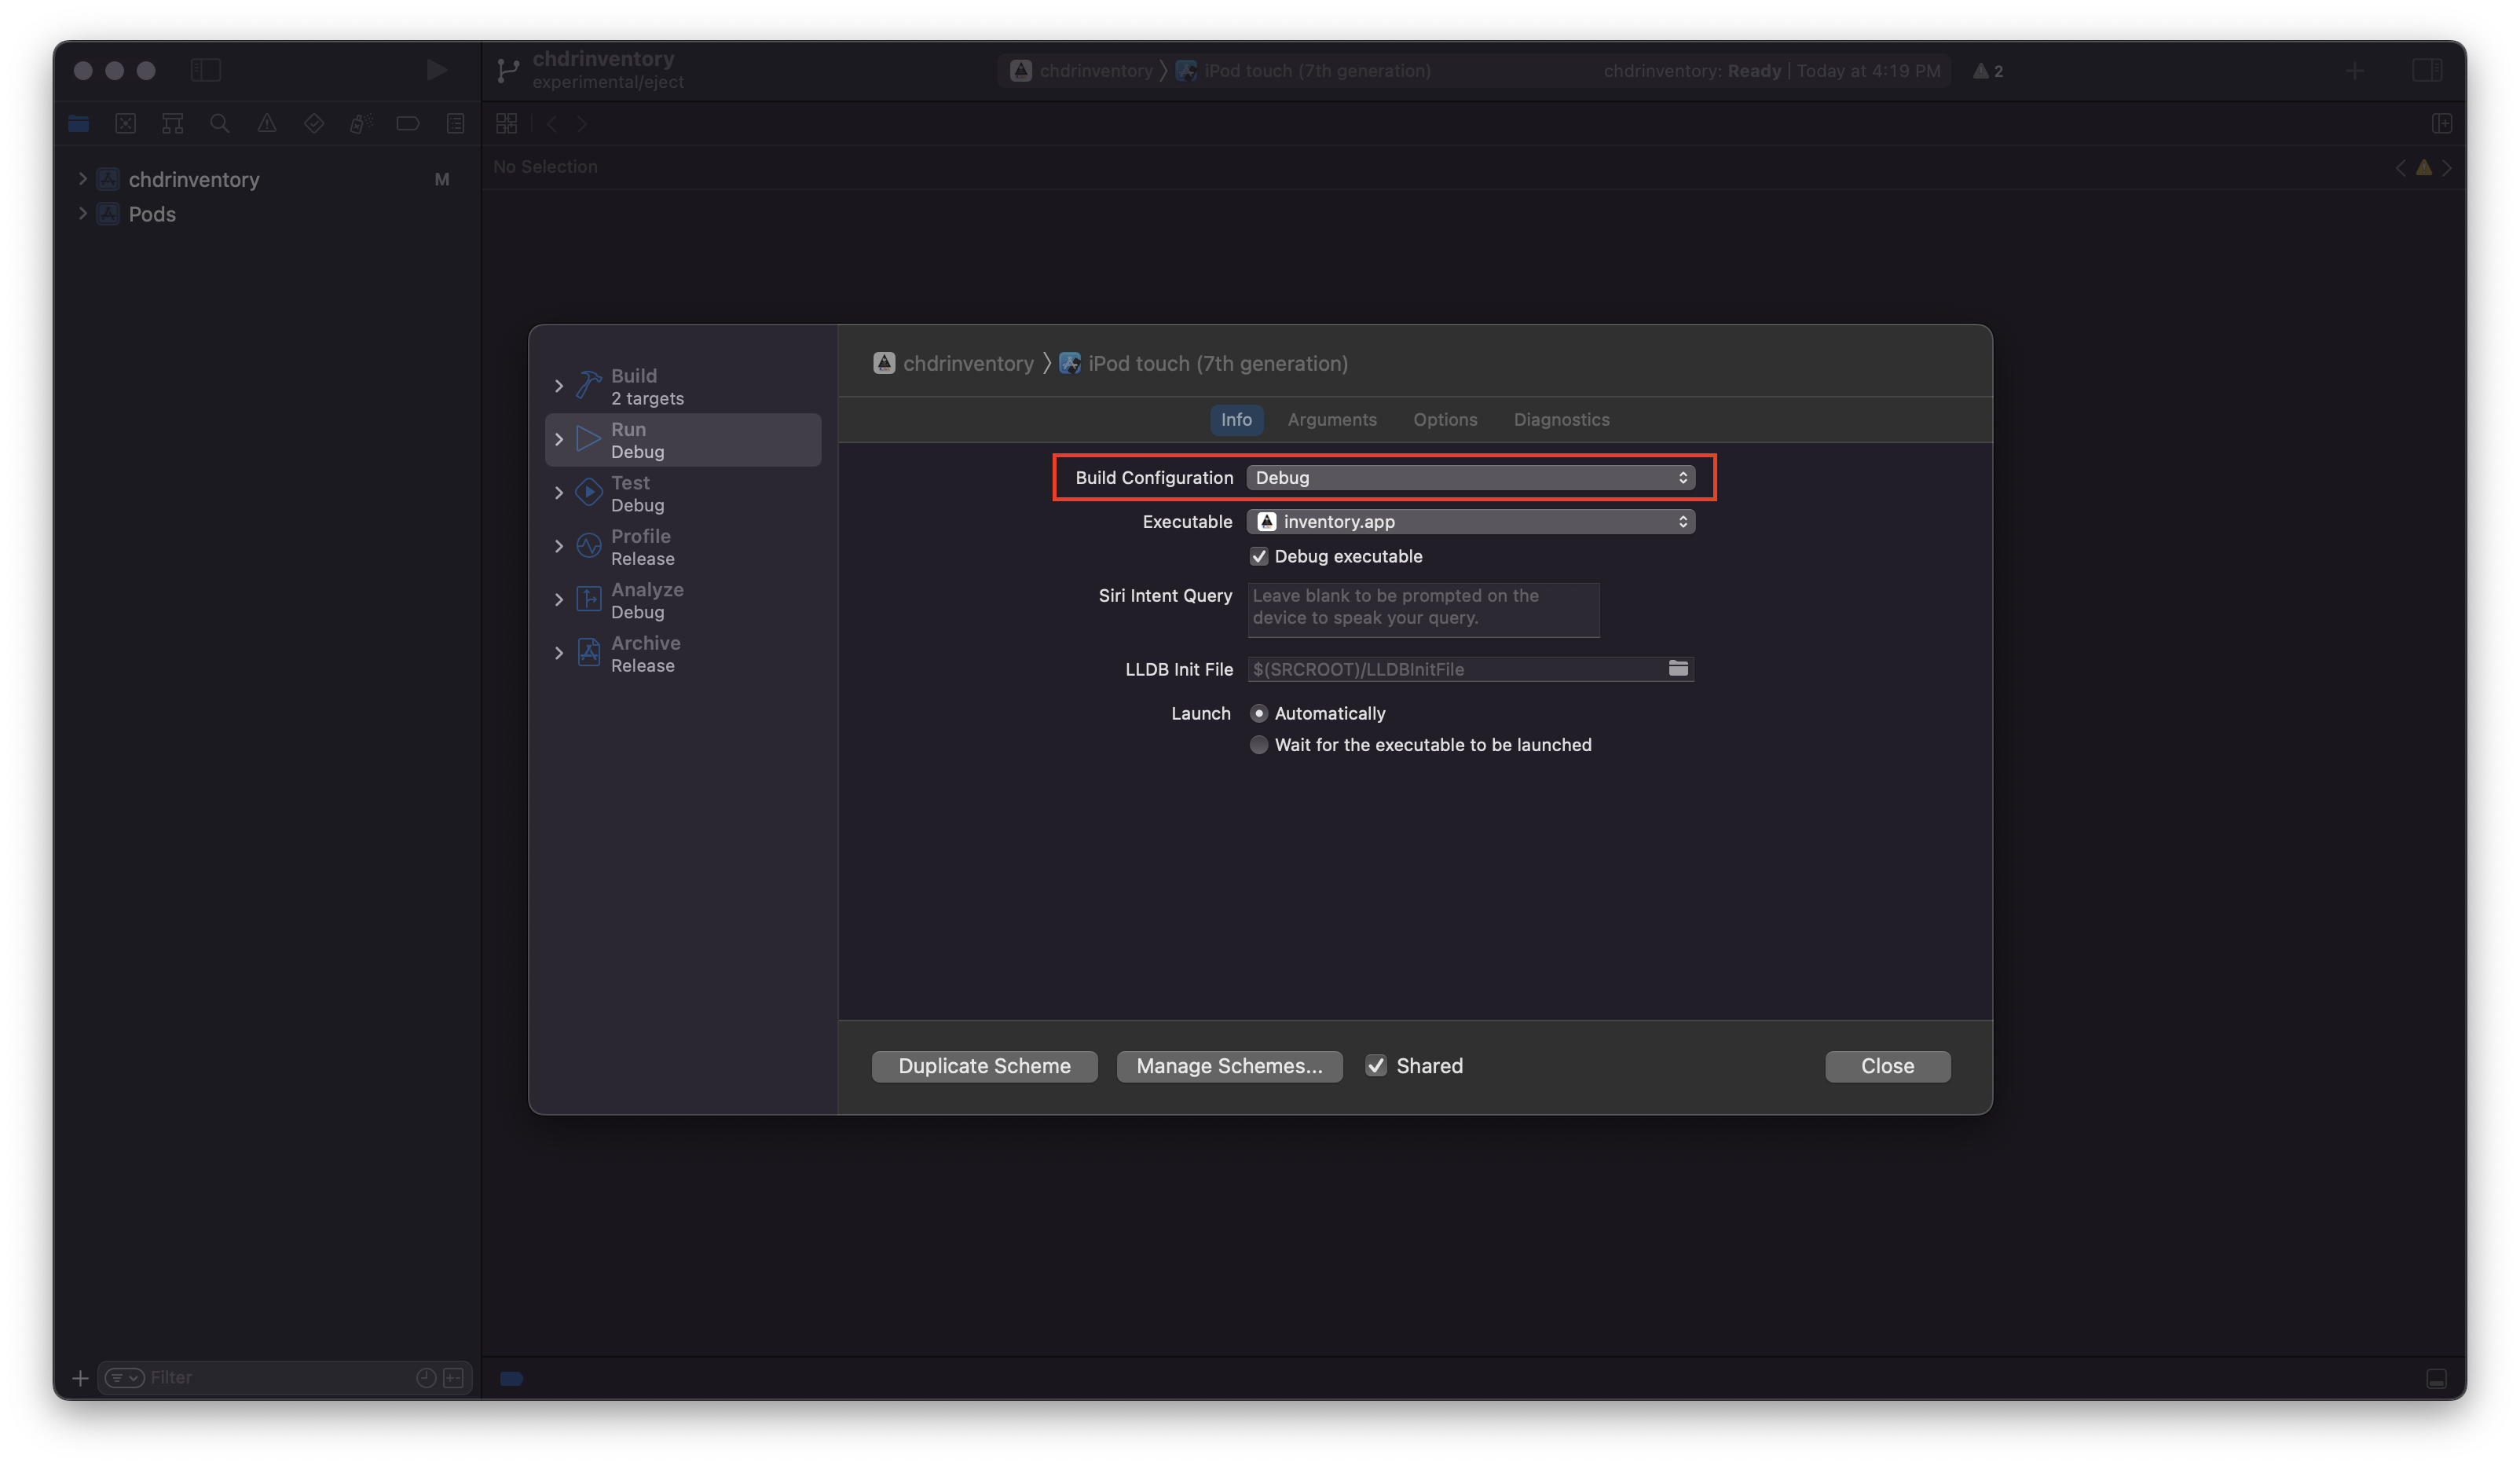 chdrinventory
experimental/eject
chdrinventory iPod touch (7th generation)
chdrinventory: Ready | Today at 4:19 PM
2
No Selection
chdrinventory M
Pods
Build
2 targets
Run
Debug
Test
Debug
Profile
Release
Analyze
Debug
Archive
Release
chdrinventory iPod touch (7th generation)
Info Arguments Options Diagnostics
Build Configuration Debug
Executable inventory.app
Debug executable
Siri Intent Query Leave blank to be prompted on the
device to speak your query.
LLDB Init File $(SRCROOT)/LLDBInitFile
Launch Automatically
Wait for the executable to be launched
Duplicate Scheme Manage Schemes... Shared Close
Filter